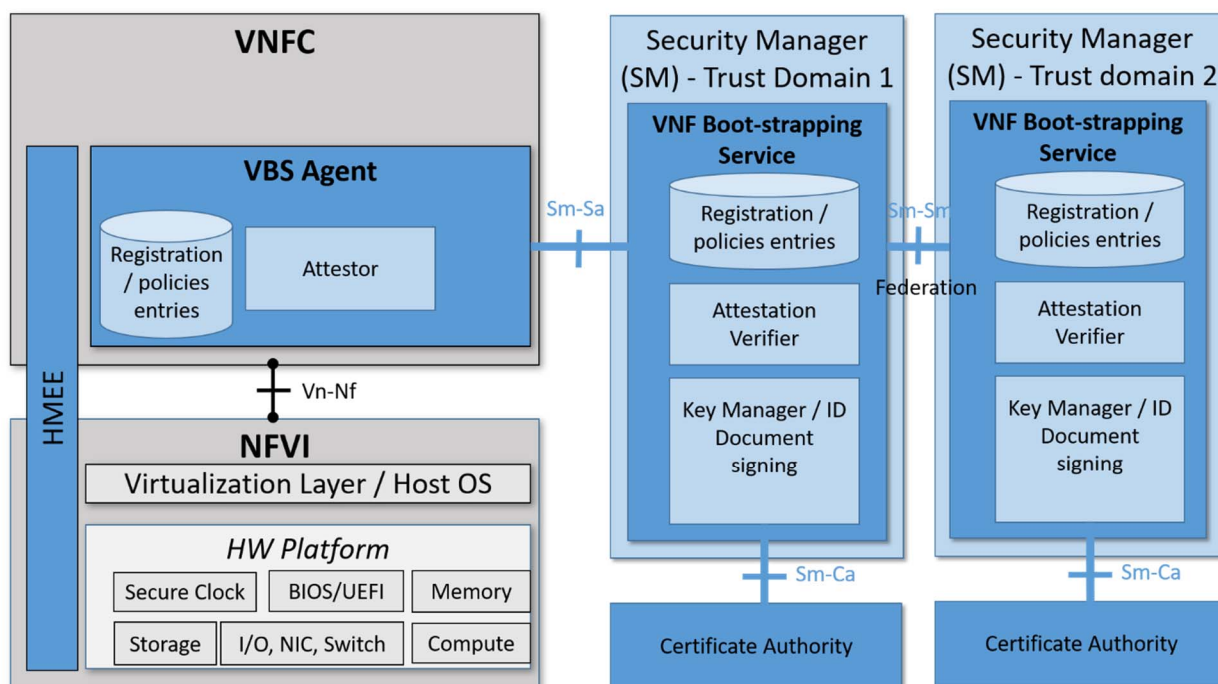 VNFC
VBS Agent
Registration
/ policies
entries
Attestor
HMEE
Vn-Nf
NFVI
Virtualization Layer / Host OS
HW Platform
Secure Clock
BIOS/UEFI
Memory
Storage
I/O, NIC, Switch
Compute
Sm-Sa
Security Manager
(SM) - Trust Domain 1
VNF Boot-strapping
Service
Registration /
policies entries
Attestation
Verifier
Key Manager / ID
Document
signing
Sm-Ca
Certificate Authority
Sm-Sm
Federation
Security Manager
(SM) - Trust domain 2
VNF Boot-strapping
Service
Registration /
policies entries
Attestation
Verifier
Key Manager / ID
Document
signing
Sm-Ca
Certificate Authority